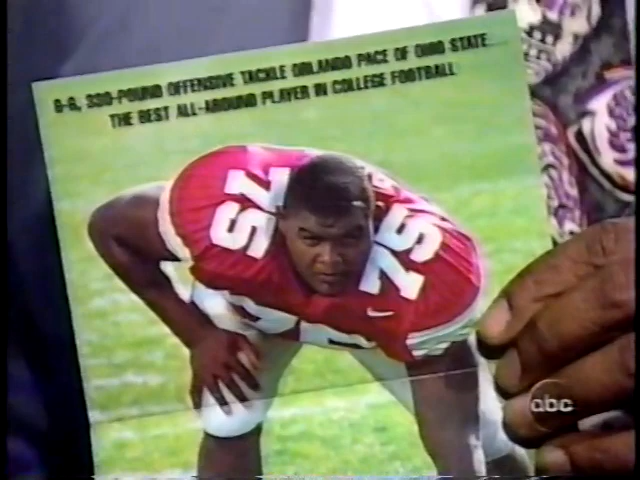 6-6, 330-POUND OFFENSIVE TACKLE ORLANDO PACE OF OHIO STATE
THE BEST ALL-AROUND PLAYER IN COLLEGE FOOTBALL
75
75
75
abc